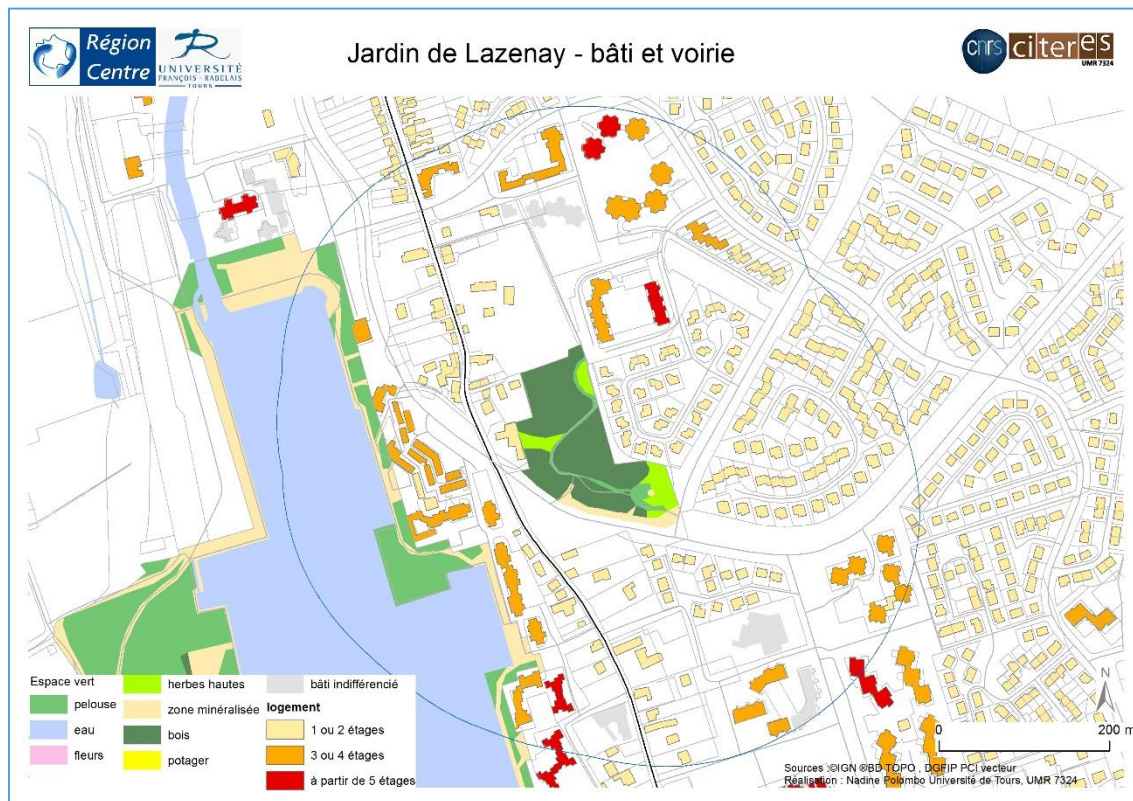 Région
Centre
UNIVERSITÉ
FRANÇOIS - RABELAIS
TOURS
Jardin de Lazenay - bâti et voirie
cnrs citeres
UMR 7324
Espace vert
pelouse
eau
fleurs
herbes hautes
zone minéralisée
bois
potager
bâti indifférencié
logement
1 ou 2 étages
3 ou 4 étages
à partir de 5 étages
N
0 200 m
Sources :©IGN ®BD TOPO , DGFIP PCI vecteur
Réalisation : Nadine Polombo Université de Tours, UMR 7324